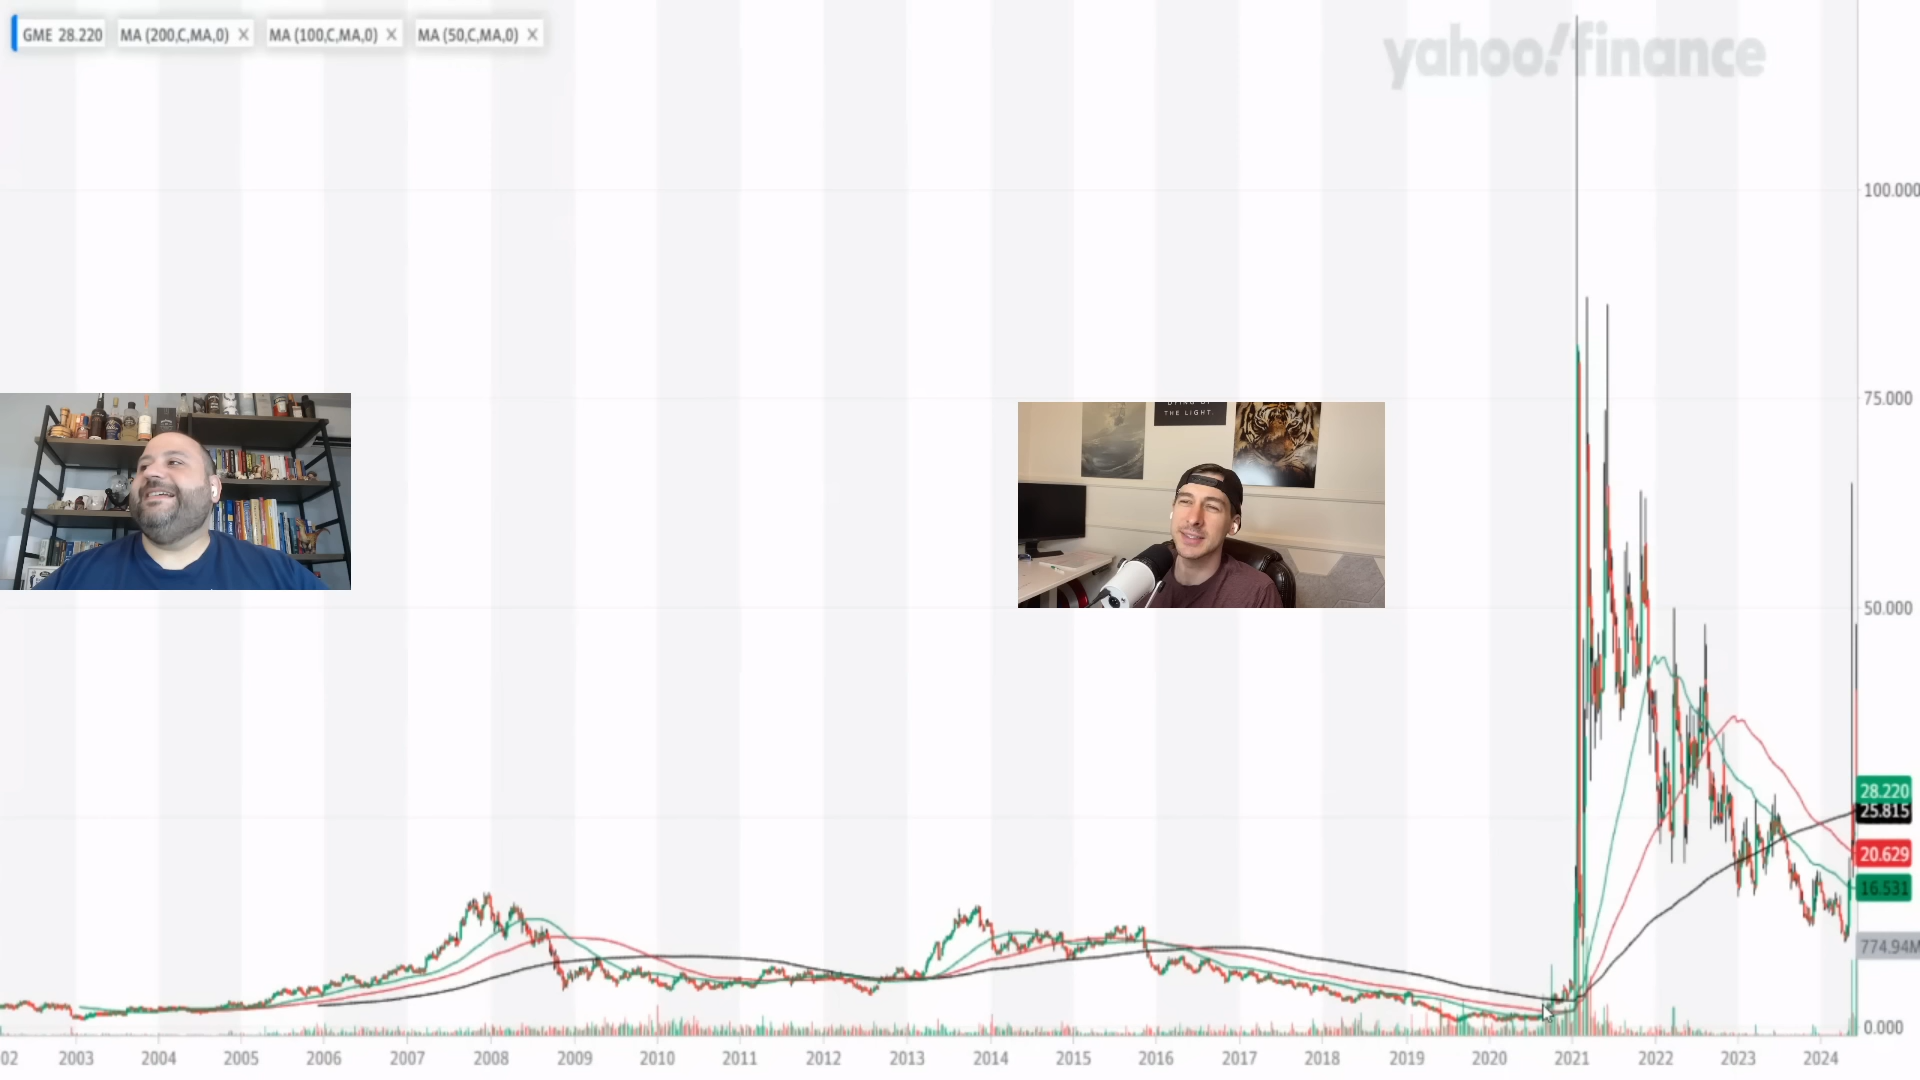 GME 28.220 MA (200,C,MA,0) X MA (100,C,MA,0) X MA (50,C,MA,0) X
yahoo!finance
100.000
75.000
THE LIGHT.
50.000
28.220
25.815
20.629
16.531
774.94M
0.000
02 2003 2004 2005 2006 2007 2008 2009 2010 2011 2012 2013 2014 2015 2016 2017 2018 2019 2020 2021 2022 2023 2024